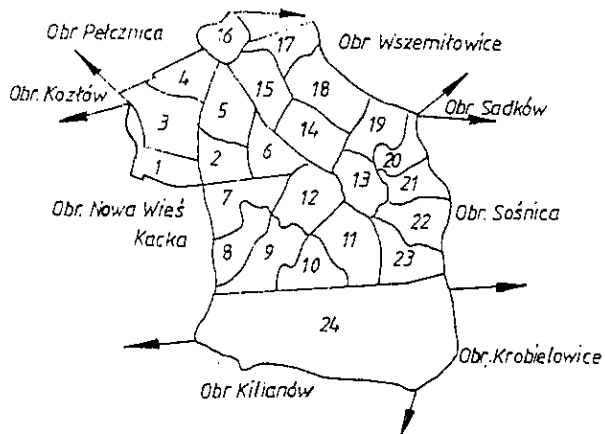 Obr Pełcznica
16
17
Obr Wszemiłowice
4
15
18
Obr. Kozłów
Obr Sadków
3
5
14
19
1
2
6
20
13
21
7
12
Obr. Nowa Wieś
Kacka
22
Obr. Sośnica
8
9
11
10
23
24
Obr. Krobielowice
Obr Kilianów